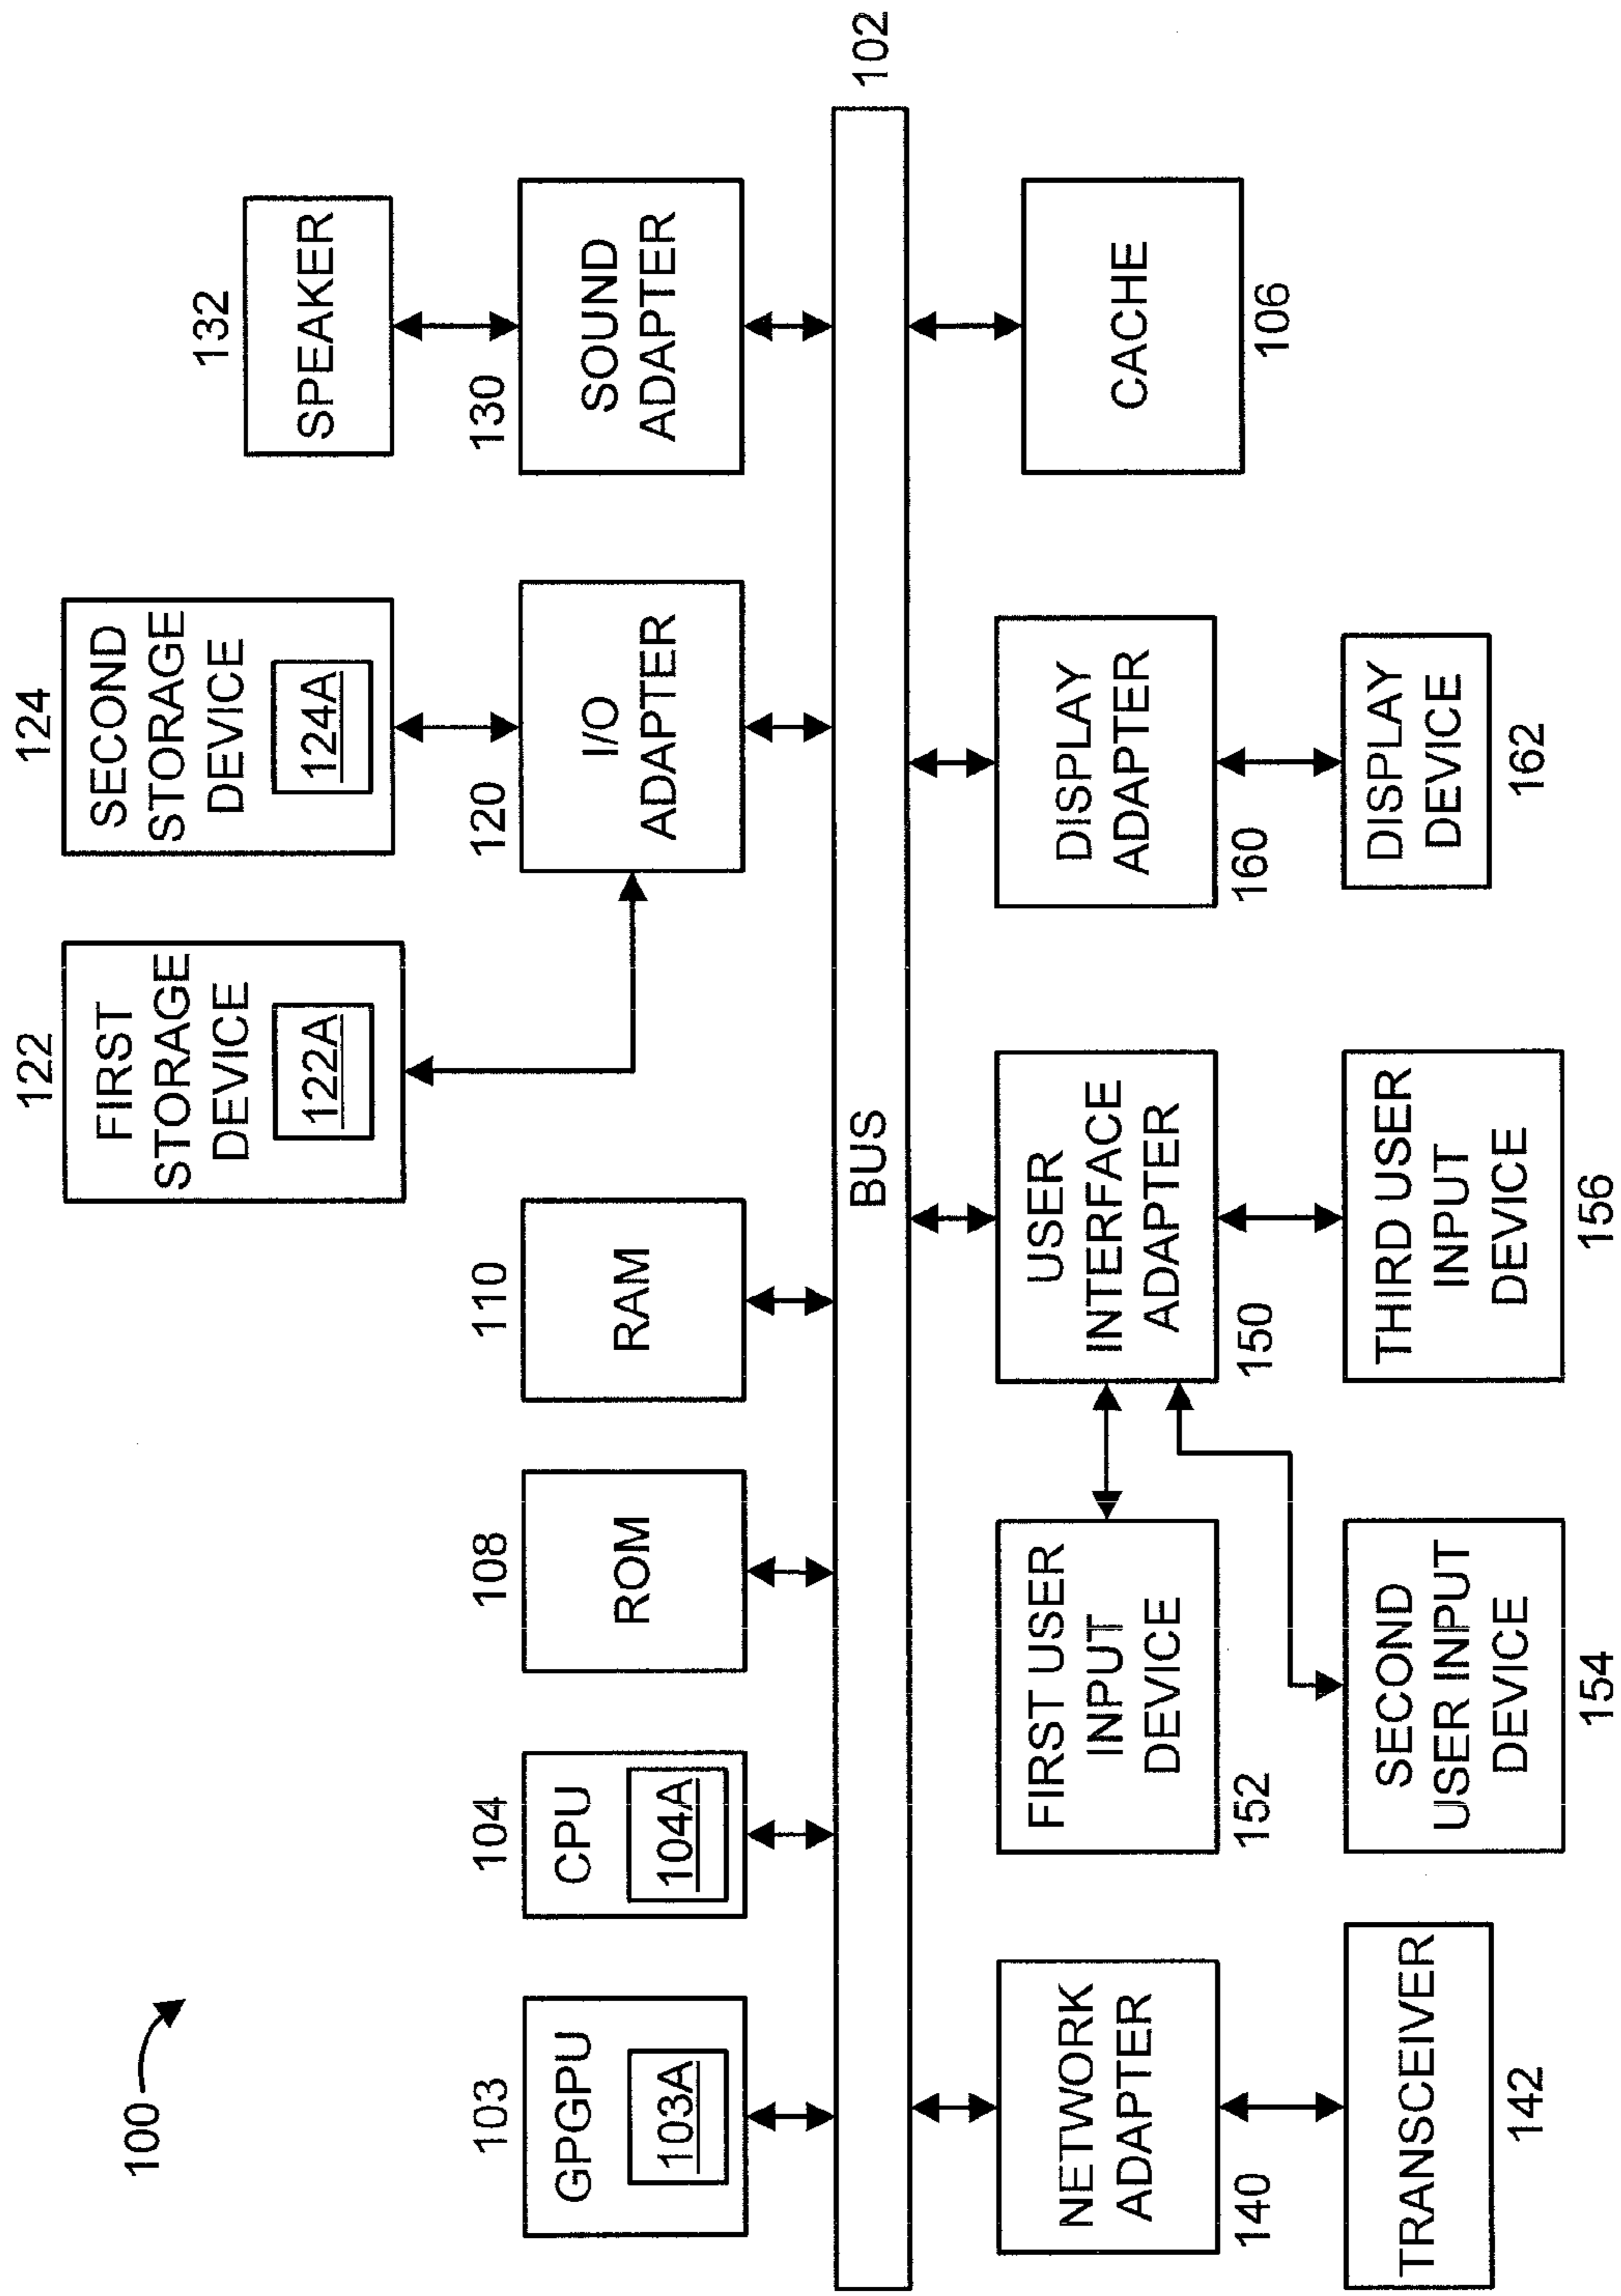 100
103
GPGPU
103A
104
CPU
104A
108
ROM
110
RAM
122
FIRST
STORAGE
DEVICE
122A
124
SECOND
STORAGE
DEVICE
124A
120
I/O
ADAPTER
132
SPEAKER
130
SOUND
ADAPTER
BUS
102
NETWORK
ADAPTER
140
TRANSCEIVER
142
FIRST USER
INPUT
DEVICE
152
SECOND
USER INPUT
DEVICE
154
USER
INTERFACE
ADAPTER
150
THIRD USER
INPUT
DEVICE
156
DISPLAY
ADAPTER
160
DISPLAY
DEVICE
162
CACHE
106